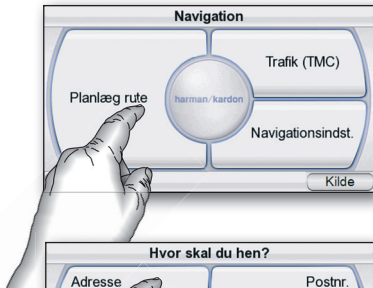 Navigation
Trafik (TMC)
Planlæg rute
harman/kardon
Navigationsindst.
Kilde
Hvor skal du hen?
Adresse
Postnr.